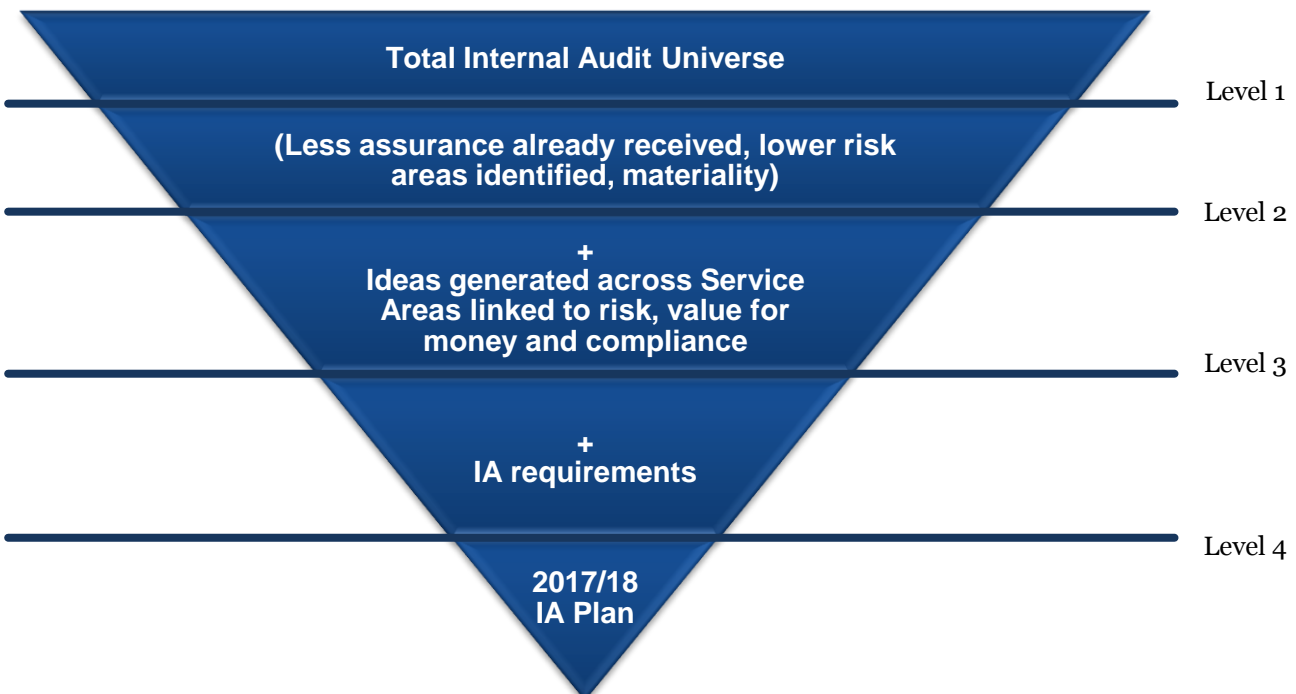 Total Internal Audit Universe
Level 1
(Less assurance already received, lower risk
areas identified, materiality)
Level 2
+
Ideas generated across Service
Areas linked to risk, value for
money and compliance
Level 3
+
IA requirements
Level 4
2017/18
IA Plan